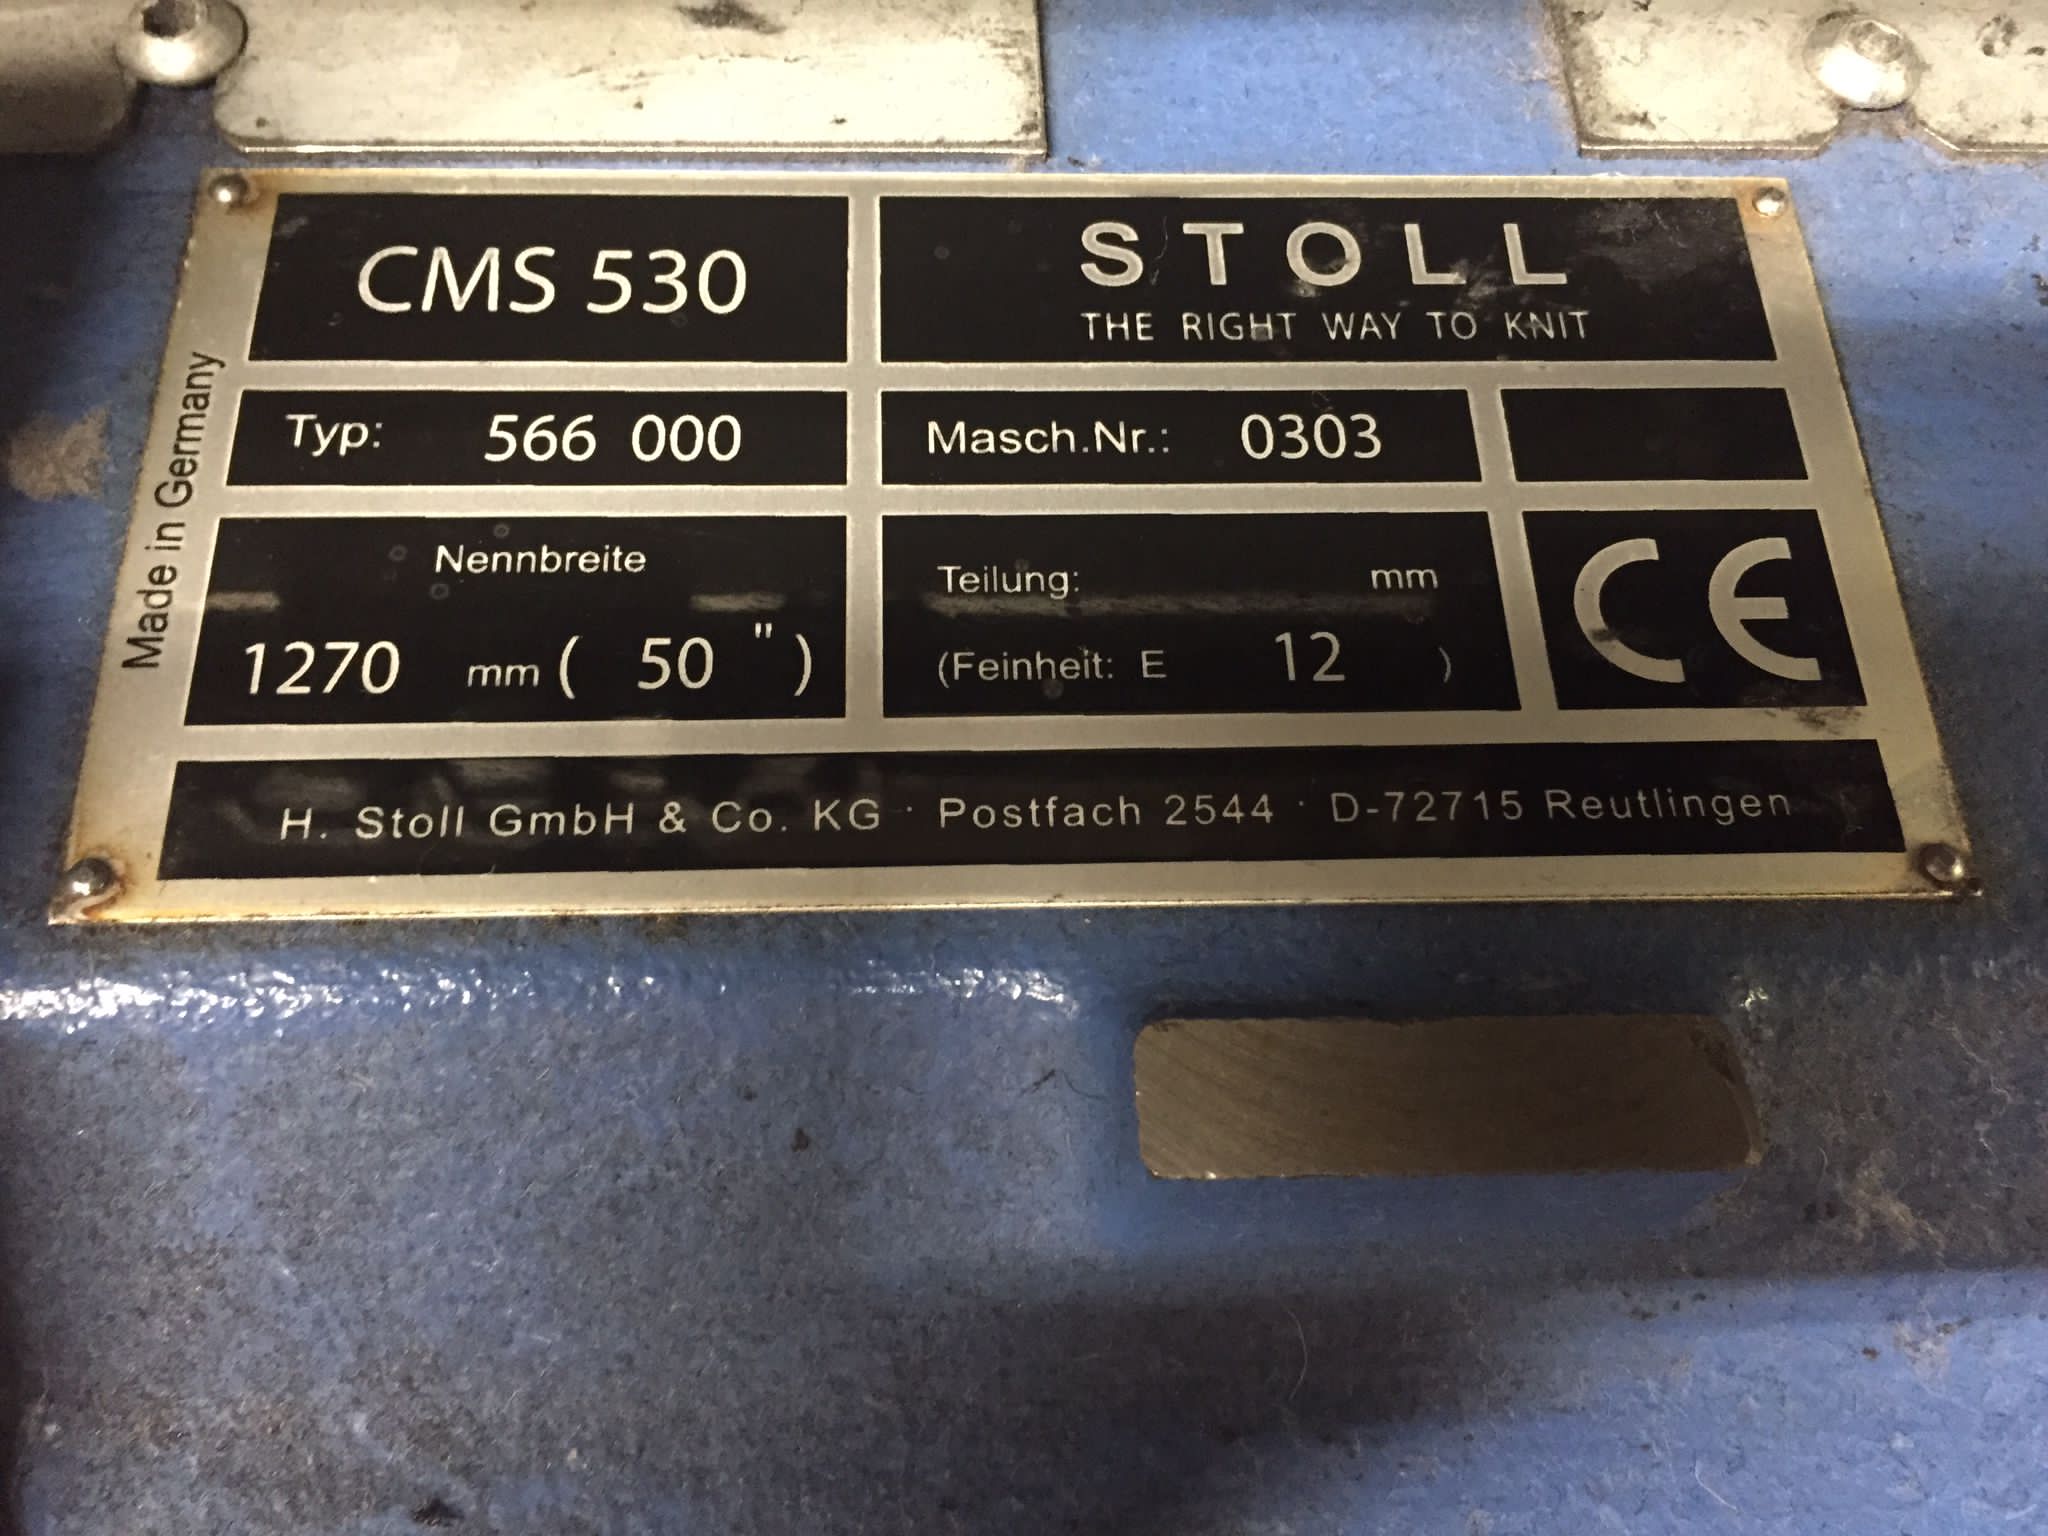 CMS 530
STOLL
THE RIGHT WAY TO KNIT
Typ: 566 000
Masch.Nr.: 0303
Nennbreite
1270 mm ( 50 " )
Teilung: mm
(Feinheit: E 12 )
CE
H. Stoll GmbH & Co. KG · Postfach 2544 · D-72715 Reutlingen
Made in Germany